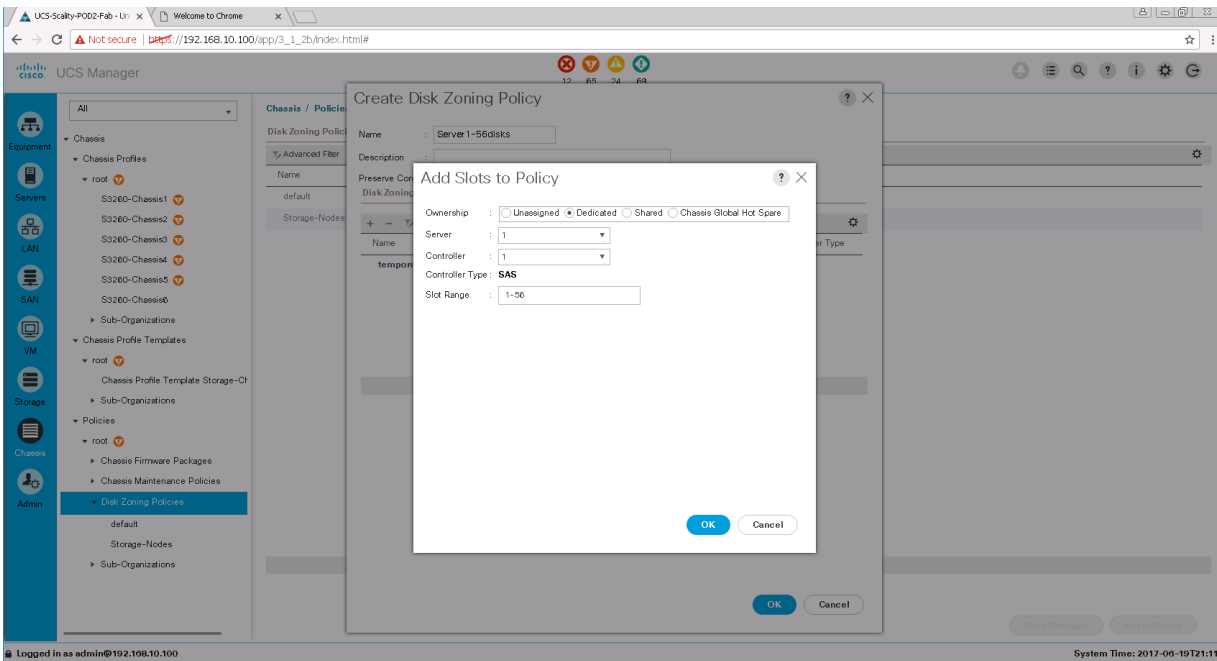 UCS-Scality-POD2-Fab - Un
Welcome to Chrome
Not secure | https://192.168.10.100/app/3_1_2b/index.html#
cisco. UCS Manager
12 65 24 69
Equipment
Servers
LAN
SAN
VM
Storage
Chassis
Admin
All
Chassis
Chassis Profiles
root
S3260-Chassis1
S3260-Chassis2
S3260-Chassis3
S3260-Chassis4
S3260-Chassis5
S3260-Chassis6
Sub-Organizations
Chassis Profile Templates
root
Chassis Profile Template Storage-Ch
Sub-Organizations
Policies
root
Chassis Firmware Packages
Chassis Maintenance Policies
Disk Zoning Policies
default
Storage-Nodes
Sub-Organizations
Chassis / Policie
Disk Zoning Polici
Advanced Filter
Name
default
Storage-Nodes
Create Disk Zoning Policy
Name : Server1-56disks
Description :
Preserve Con
Disk Zoning
+ −
Name
er Type
tempor
Add Slots to Policy
Ownership : Unassigned Dedicated Shared Chassis Global Hot Spare
Server : 1
Controller : 1
Controller Type : SAS
Slot Range : 1-56
OK Cancel
OK Cancel
Save Changes Reset Values
Logged in as admin@192.168.10.100
System Time: 2017-06-19T21:11